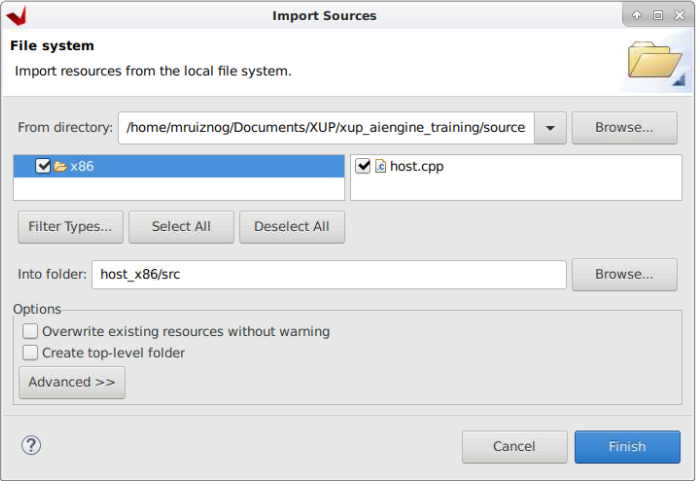 Import Sources
File system
Import resources from the local file system.
From directory: /home/mruiznog/Documents/XUP/xup_aiengine_training/source Browse...
x86 host.cpp
Filter Types... Select All Deselect All
Into folder: host_x86/src Browse...
Options
Overwrite existing resources without warning
Create top-level folder
Advanced >>
? Cancel Finish